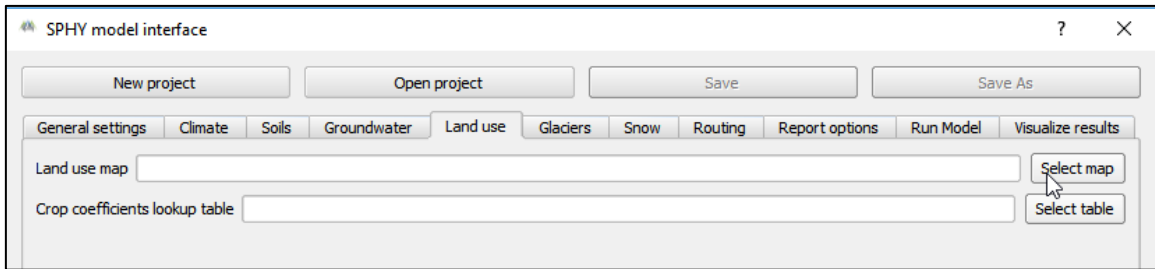 SPHY model interface ?
New project Open project Save Save As
General settings Climate Soils Groundwater Land use Glaciers Snow Routing Report options Run Model Visualize results
Land use map Select map
Crop coefficients lookup table Select table